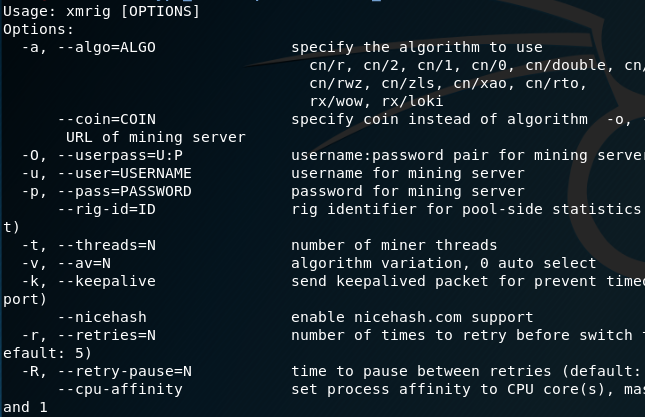 Usage: xmrig [OPTIONS]
Options:
-a, --algo=ALGO specify the algorithm to use
cn/r, cn/2, cn/1, cn/0, cn/double, cn/
cn/rwz, cn/zls, cn/xao, cn/rto,
rx/wow, rx/loki
--coin=COIN specify coin instead of algorithm -o, -
URL of mining server
-O, --userpass=U:P username:password pair for mining server
-u, --user=USERNAME username for mining server
-p, --pass=PASSWORD password for mining server
--rig-id=ID rig identifier for pool-side statistics
t)
-t, --threads=N number of miner threads
-v, --av=N algorithm variation, 0 auto select
-k, --keepalive send keepalived packet for prevent timeo
port)
--nicehash enable nicehash.com support
-r, --retries=N number of times to retry before switch t
efault: 5)
-R, --retry-pause=N time to pause between retries (default:
--cpu-affinity set process affinity to CPU core(s), mas
and 1